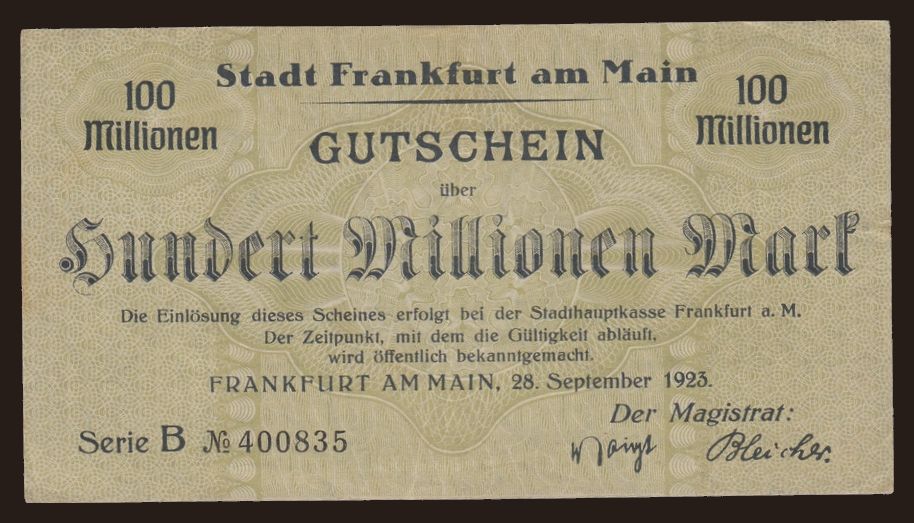 Stadt Frankfurt am Main
100 Millionen
100 Millionen
GUTSCHEIN
über
Hundert Millionen Mark
Die Einlösung dieses Scheines erfolgt bei der Stadthauptkasse Frankfurt a. M.
Der Zeitpunkt, mit dem die Gültigkeit abläuft,
wird öffentlich bekanntgemacht.
FRANKFURT AM MAIN, 28. September 1923.
Der Magistrat:
Serie B № 400835
Voigt Bleicher.